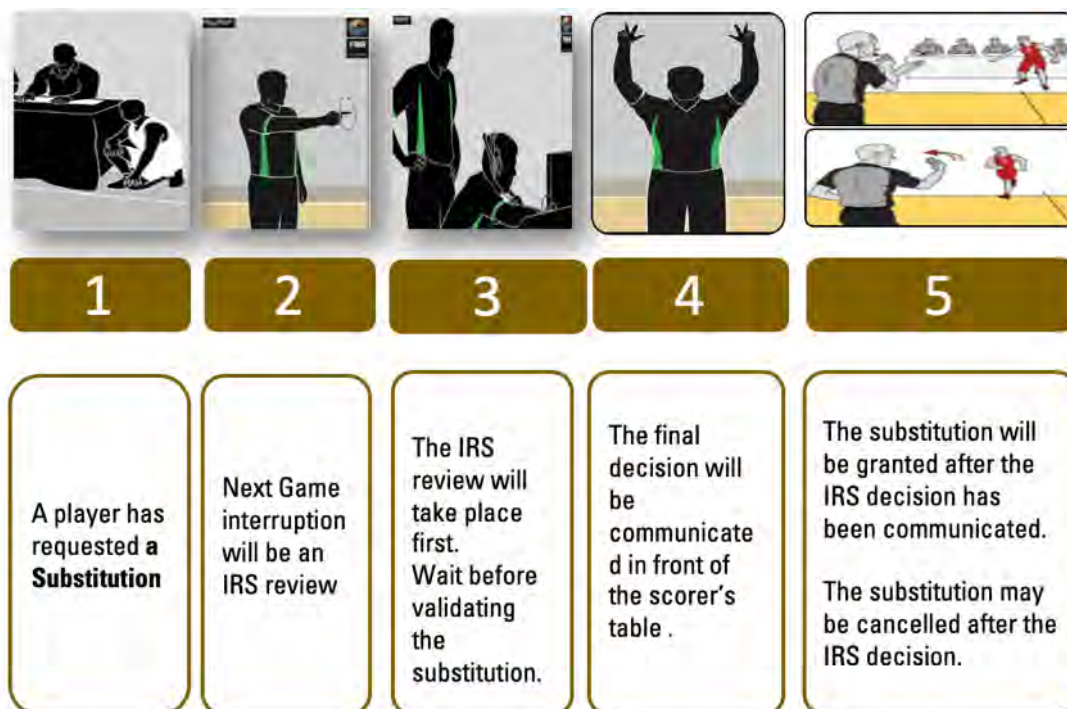 1
2
3
4
5
A player has
requested a
Substitution
Next Game
interruption
will be an
IRS review
The IRS
review will
take place
first.
Wait before
validating
the
substitution.
The final
decision will
be
communicate
d in front of
the scorer's
table .
The substitution will
be granted after the
IRS decision has
been communicated.
The substitution may
be cancelled after the
IRS decision.